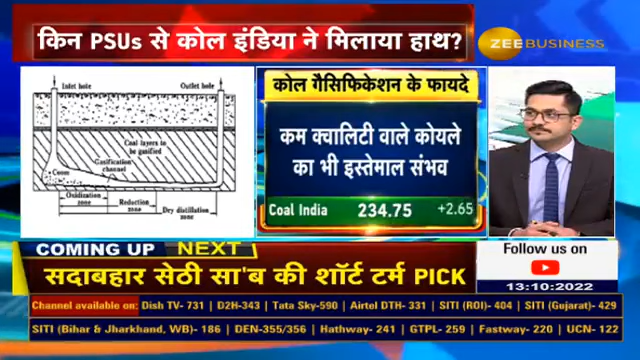 किन PSUs से कोल इंडिया ने मिलाया हाथ?
ZEEBUSINESS
Inlet hole
Outlet hole
Coal layers to
be gasified
Gasification
channel
Oxidization
zone
Reduction
zone
Dry distillation
zone
कोल गैसिफिकेशन के फायदे
कम क्वालिटी वाले कोयले
का भी इस्तेमाल संभव
Coal India 234.75 +2.65
COMING UP NEXT
सदाबहार सेठी सा'ब की शॉर्ट टर्म PICK
Follow us on
13:10:2022
Channel available on: Dish TV- 731 | D2H-343 | Tata Sky-590 | Airtel DTH- 331 | SITI (ROI)- 404 | SITI (Gujarat)- 429
SITI (Bihar & Jharkhand, WB)- 186 | DEN-355/356 | Hathway- 241 | GTPL- 259 | Fastway- 220 | UCN- 122